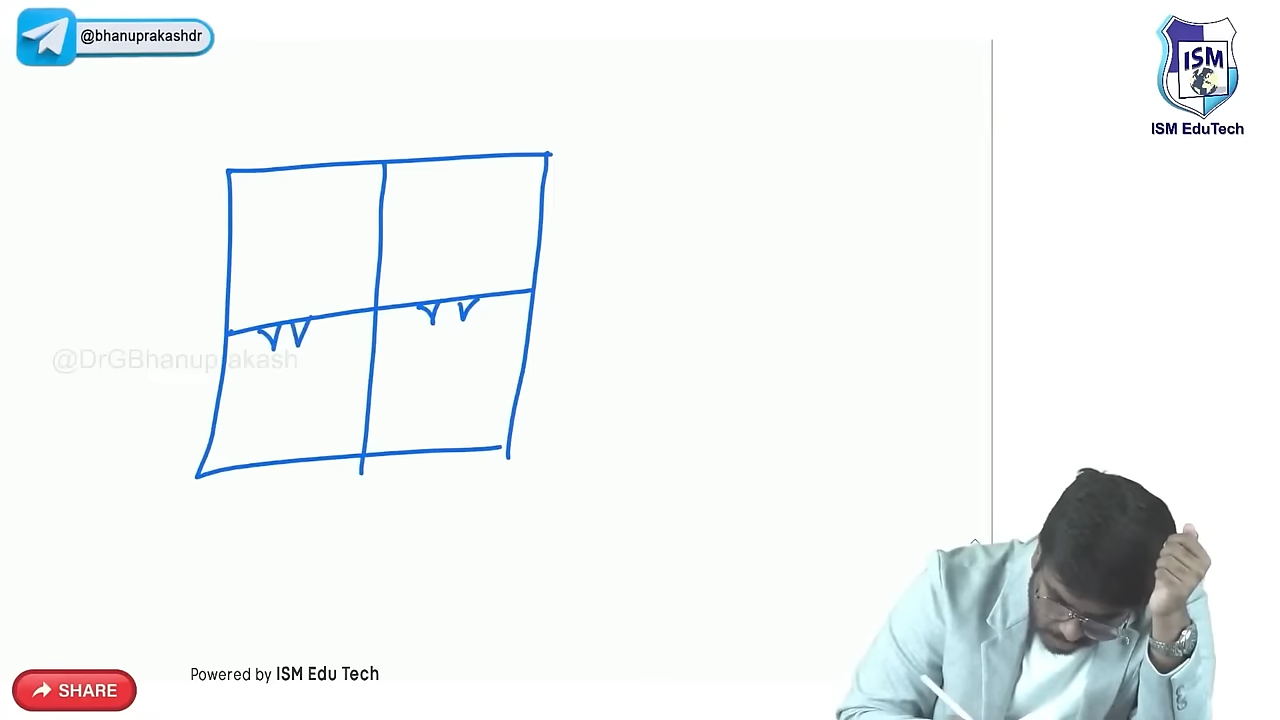 @bhanuprakashdr
ISM
ISM EduTech
@DrGBhanuprakash
SHARE
Powered by ISM Edu Tech